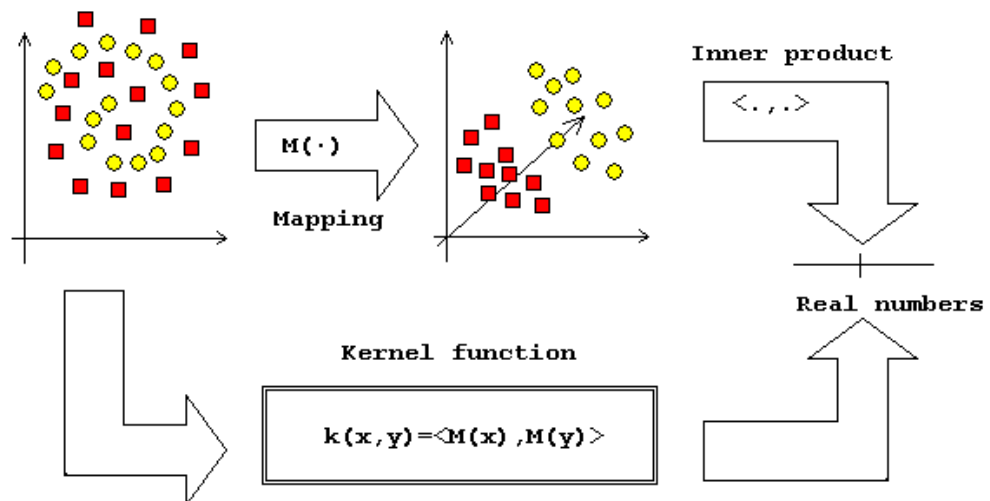 Inner product
<.,.>
M(·)
Mapping
Real numbers
Kernel function
k(x,y)=<M(x),M(y)>